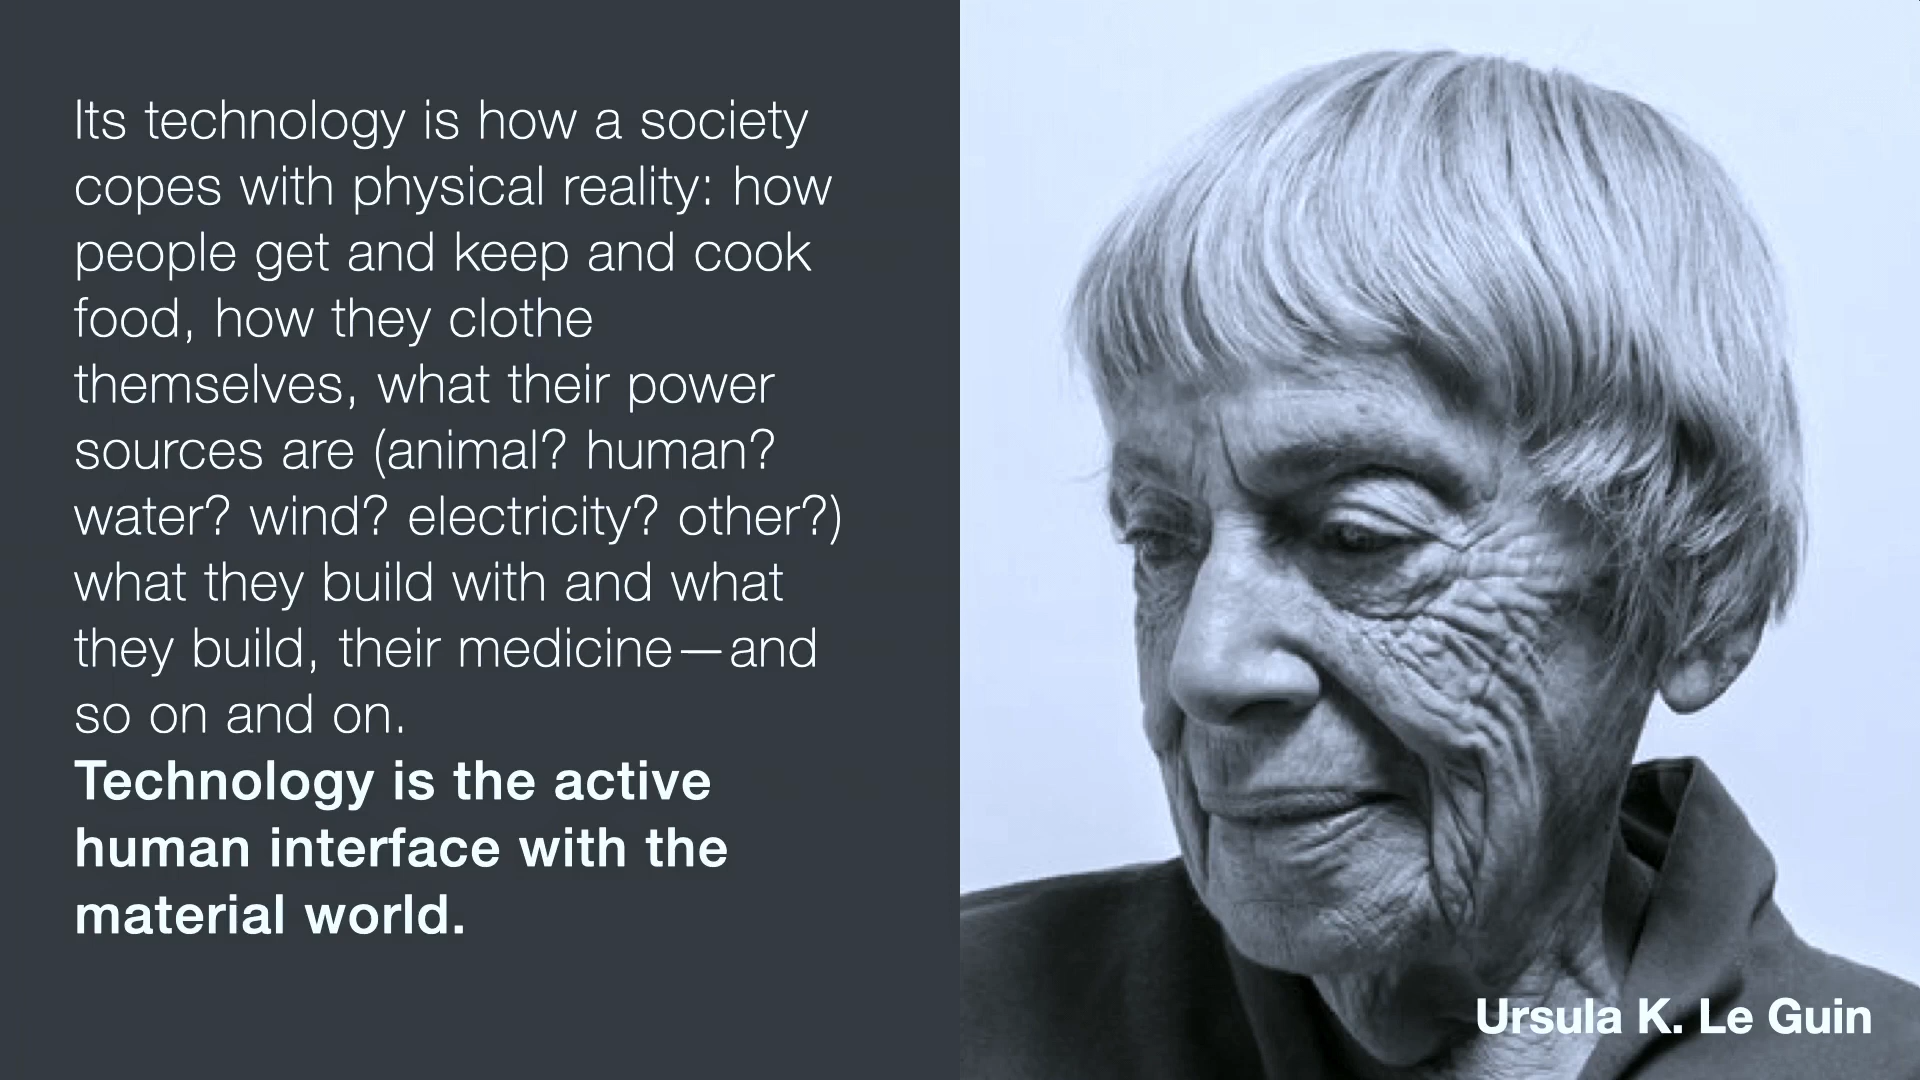 Its technology is how a society
copes with physical reality: how
people get and keep and cook
food, how they clothe
themselves, what their power
sources are (animal? human?
water? wind? electricity? other?)
what they build with and what
they build, their medicine—and
so on and on.
Technology is the active
human interface with the
material world.
Ursula K. Le Guin